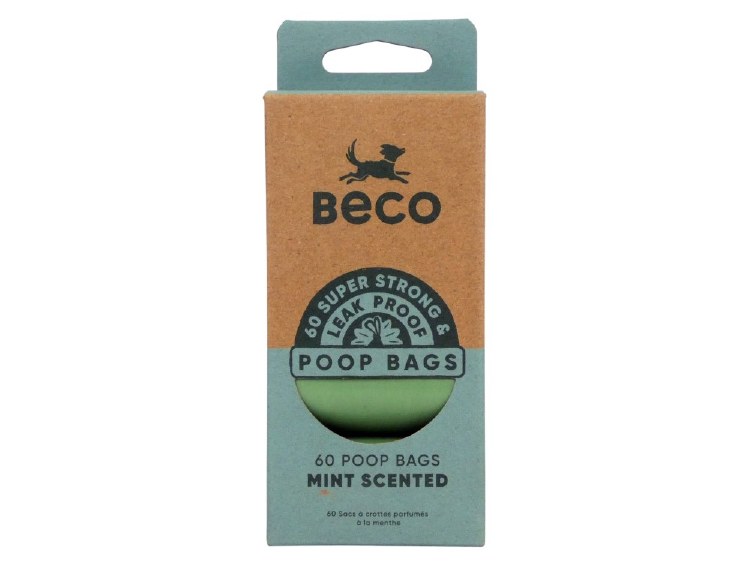 BECO
60 SUPER STRONG &
LEAK PROOF
POOP BAGS
60 POOP BAGS
MINT SCENTED
60 Sacs a crottes parfumés
à la menthe